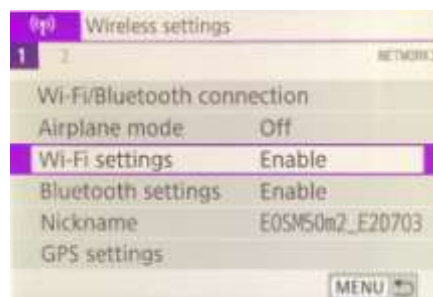 Wireless settings
1 2 NETWORK1
Wi-Fi/Bluetooth connection
Airplane mode Off
Wi-Fi settings Enable
Bluetooth settings Enable
Nickname EOSM50m2_E20703
GPS settings
MENU